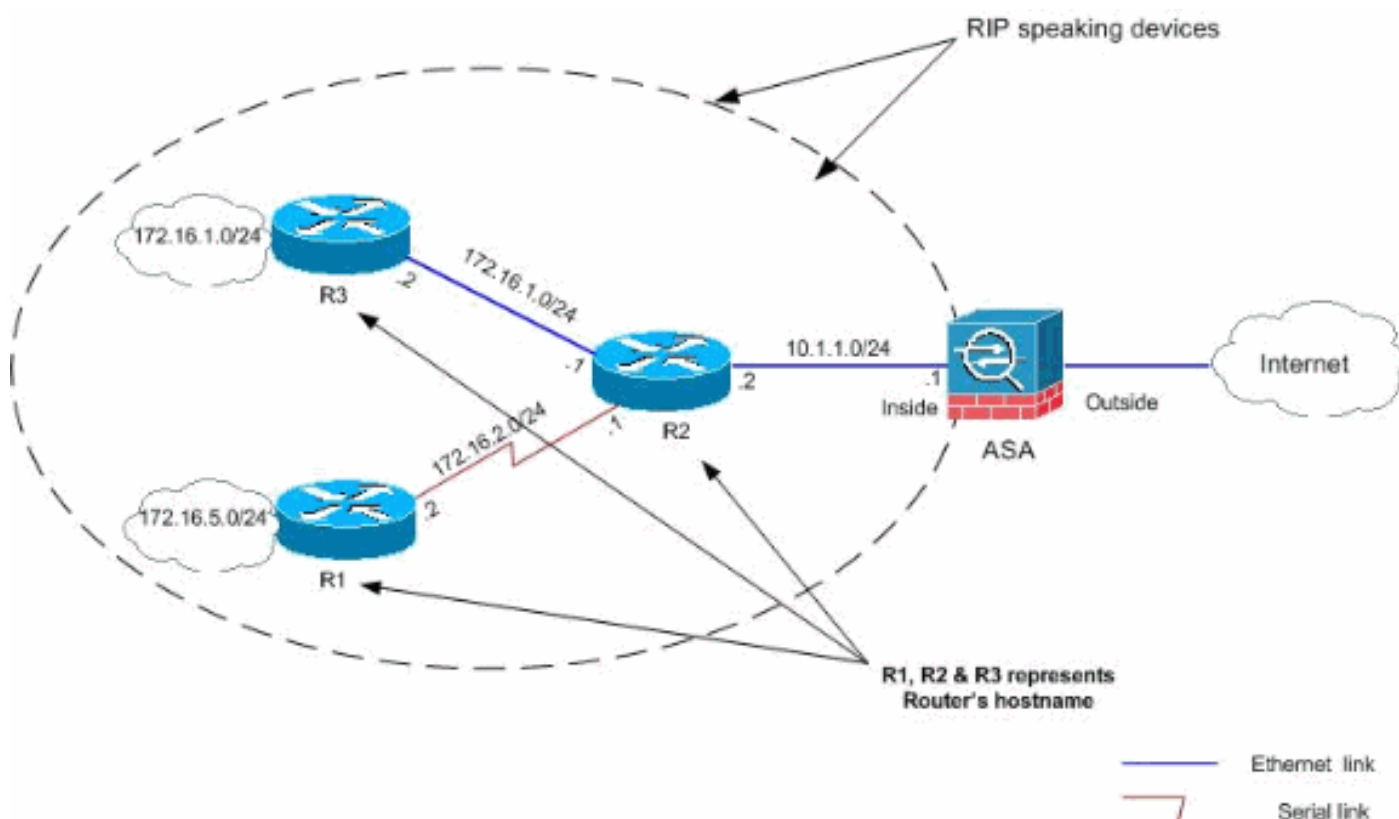 RIP speaking devices
172.16.1.0/24
.2
R3
172.16.1.0/24
.1
10.1.1.0/24
.2
.1
R2
Inside
Outside
ASA
Internet
172.16.2.0/24
.1
.2
172.16.5.0/24
R1
R1, R2 & R3 represents
Router's hostname
Ethernet link
Serial link